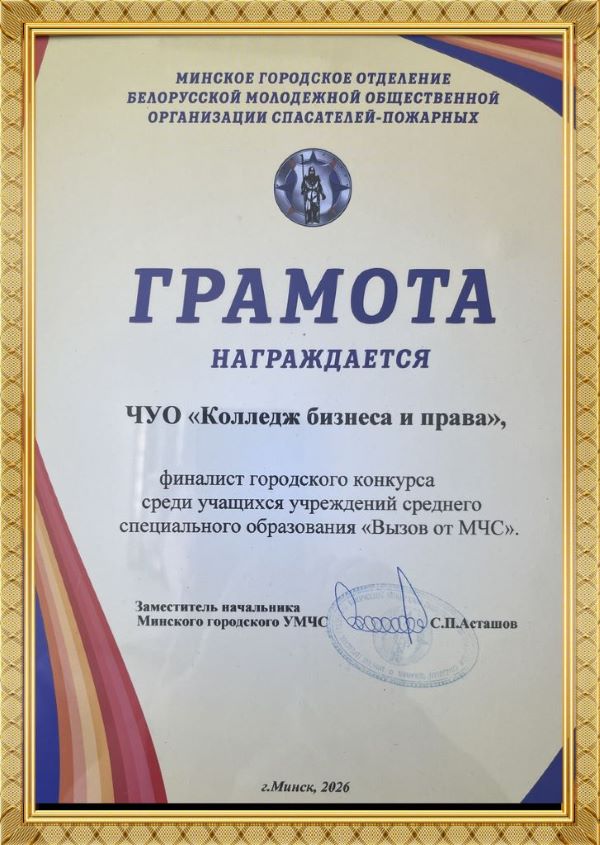 МИНСКОЕ ГОРОДСКОЕ ОТДЕЛЕНИЕ
БЕЛОРУССКОЙ МОЛОДЕЖНОЙ ОБЩЕСТВЕННОЙ
ОРГАНИЗАЦИИ СПАСАТЕЛЕЙ-ПОЖАРНЫХ
ГРАМОТА
НАГРАЖДАЕТСЯ
ЧУО «Колледж бизнеса и права»,
финалист городского конкурса
среди учащихся учреждений среднего
специального образования «Вызов от МЧС».
Заместитель начальника
Минского городского УМЧС С.П.Асташов
г.Минск, 2026